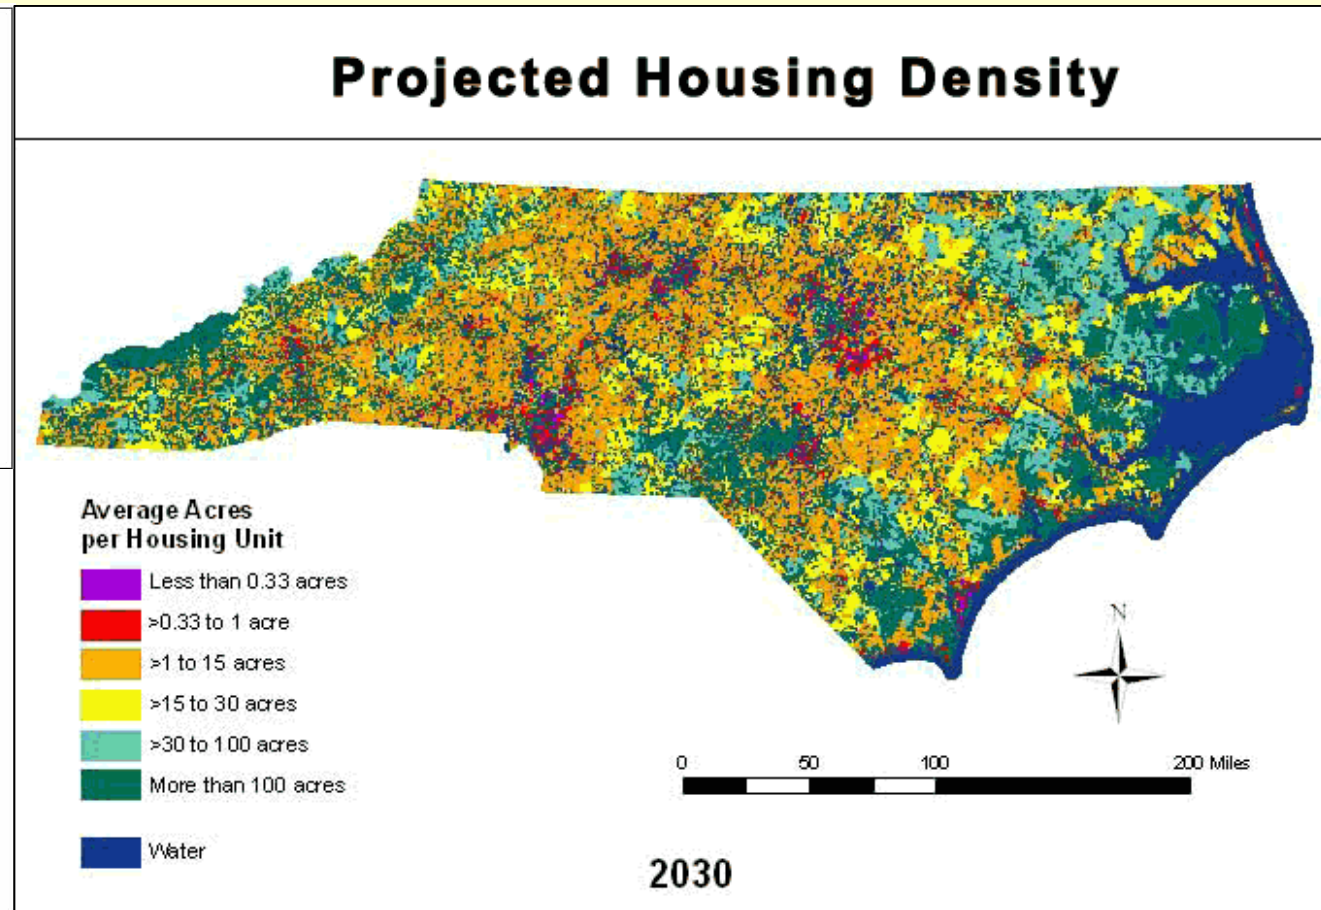 Projected Housing Density
Average Acres
per Housing Unit
Less than 0.33 acres
>0.33 to 1 acre
>1 to 15 acres
>15 to 30 acres
>30 to 100 acres
More than 100 acres
Water
N
0 50 100 200 Miles
2030